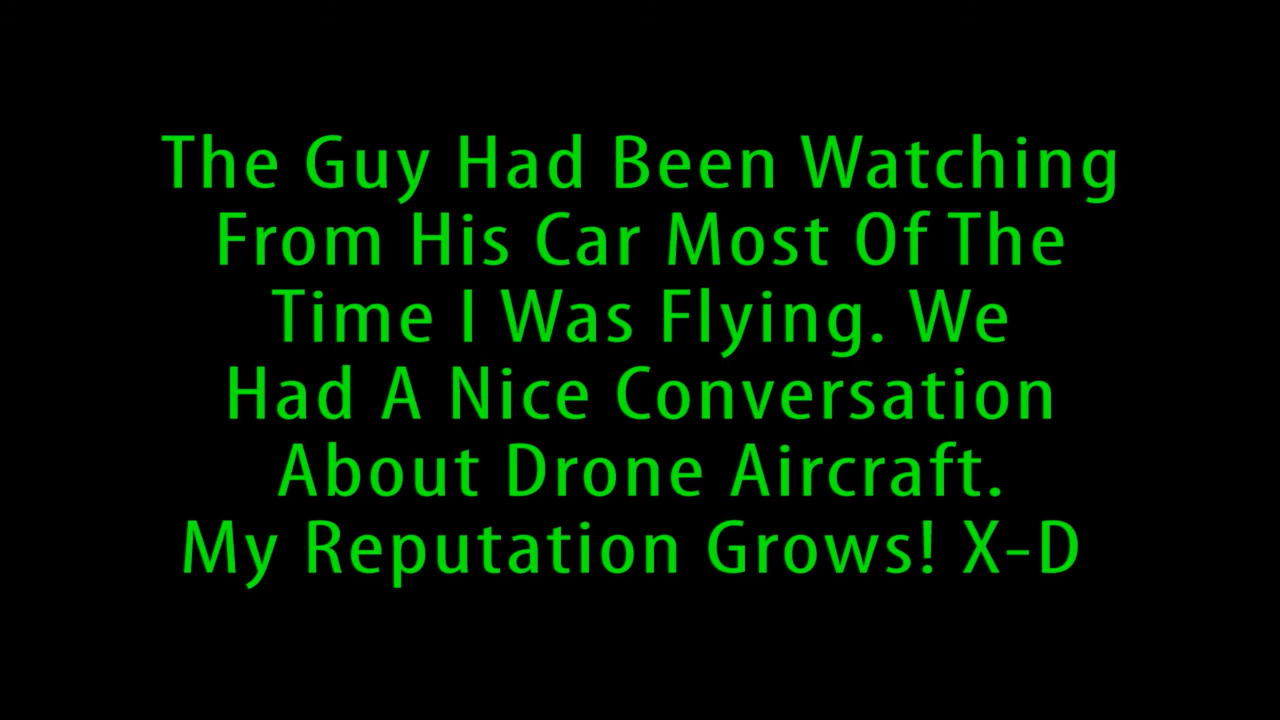 The Guy Had Been Watching
From His Car Most Of The
Time I Was Flying. We
Had A Nice Conversation
About Drone Aircraft.
My Reputation Grows! X-D